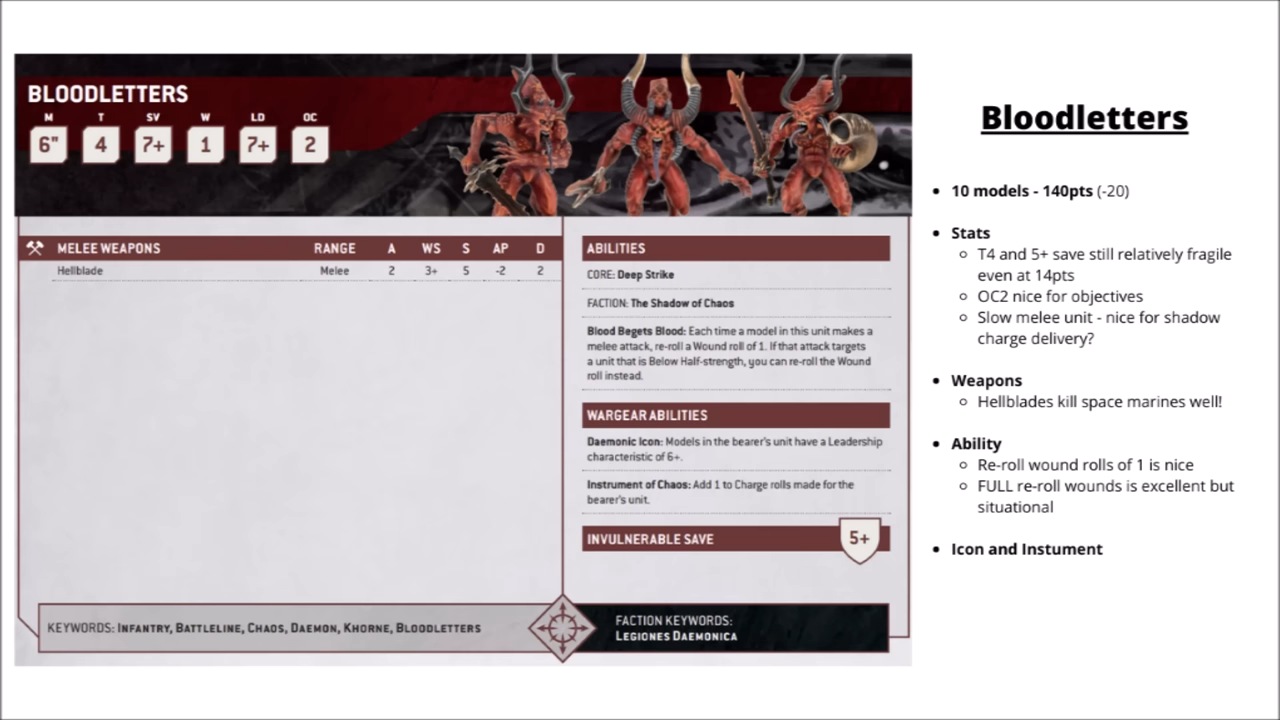 BLOODLETTERS
M T SV W LD OC
6" 4 7+ 1 7+ 2
MELEE WEAPONS RANGE A WS S AP D
Hellblade Melee 2 3+ 5 -2 2
ABILITIES
CORE: Deep Strike
FACTION: The Shadow of Chaos
Blood Begets Blood: Each time a model in this unit makes a
melee attack, re-roll a Wound roll of 1. If that attack targets
a unit that is Below Half-strength, you can re-roll the Wound
roll instead.
WARGEAR ABILITIES
Daemonic Icon: Models in the bearer's unit have a Leadership
characteristic of 6+.
Instrument of Chaos: Add 1 to Charge rolls made for the
bearer's unit.
INVULNERABLE SAVE 5+
KEYWORDS: INFANTRY, BATTLELINE, CHAOS, DAEMON, KHORNE, BLOODLETTERS
FACTION KEYWORDS:
LEGIONES DAEMONICA
Bloodletters
• 10 models - 140pts (-20)
• Stats
○ T4 and 5+ save still relatively fragile
even at 14pts
○ OC2 nice for objectives
○ Slow melee unit - nice for shadow
charge delivery?
• Weapons
○ Hellblades kill space marines well!
• Ability
○ Re-roll wound rolls of 1 is nice
○ FULL re-roll wounds is excellent but
situational
• Icon and Instument